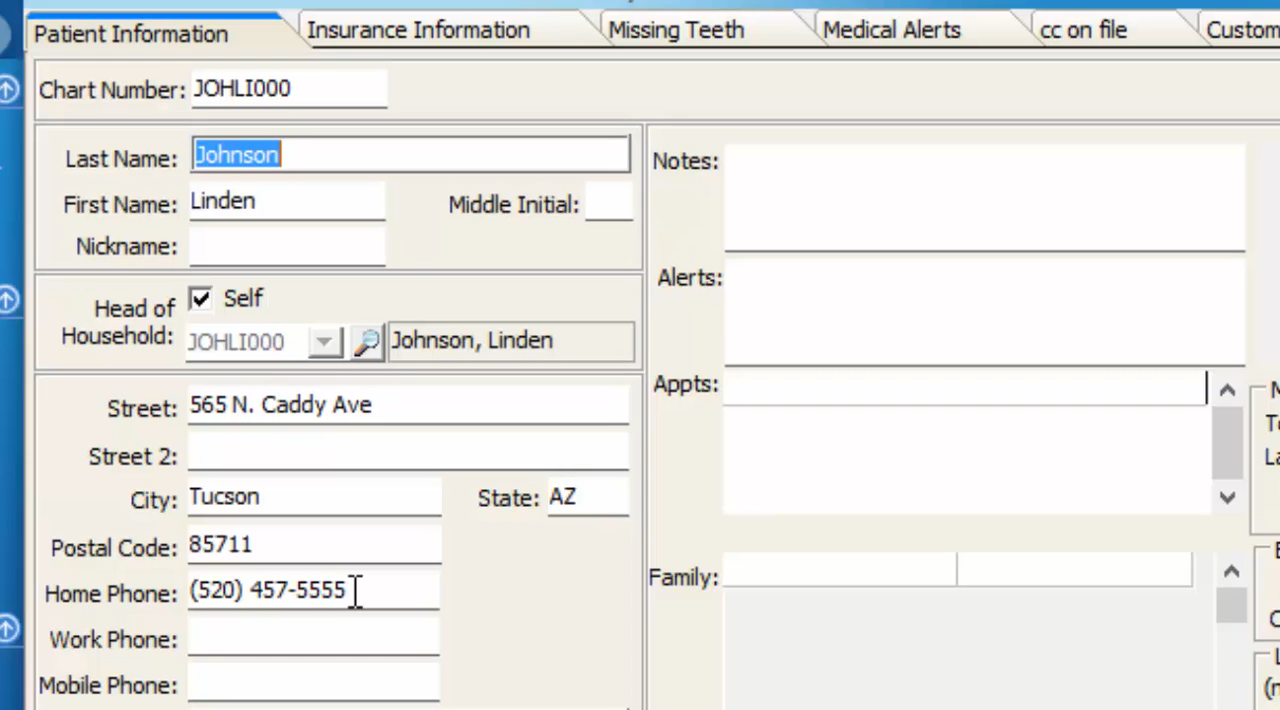 Patient Information
Insurance Information
Missing Teeth
Medical Alerts
cc on file
Custom
Chart Number: JOHLI000
Last Name: Johnson
First Name: Linden
Middle Initial:
Nickname:
Head of
Household:
Self
JOHLI000
Johnson, Linden
Street: 565 N. Caddy Ave
Street 2:
City: Tucson
State: AZ
Postal Code: 85711
Home Phone: (520) 457-5555
Work Phone:
Mobile Phone:
Notes:
Alerts:
Appts:
Family: